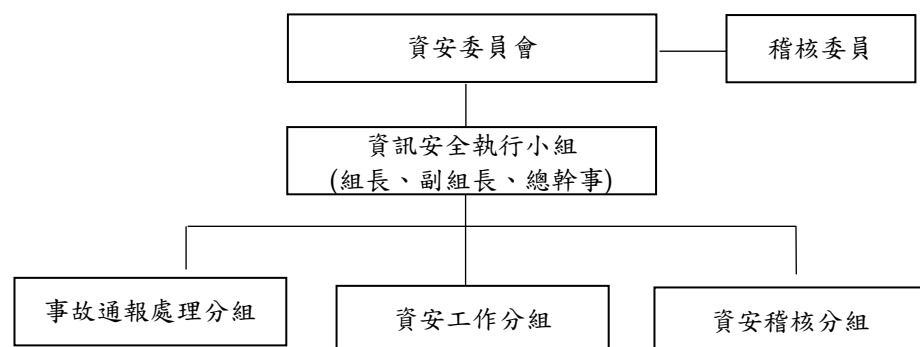 資安委員會
稽核委員
資訊安全執行小組
(組長、副組長、總幹事)
事故通報處理分組
資安工作分組
資安稽核分組